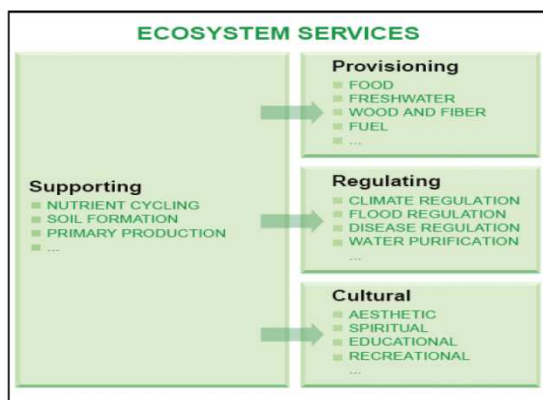 ECOSYSTEM SERVICES
Supporting
NUTRIENT CYCLING
SOIL FORMATION
PRIMARY PRODUCTION
...
Provisioning
FOOD
FRESHWATER
WOOD AND FIBER
FUEL
...
Regulating
CLIMATE REGULATION
FLOOD REGULATION
DISEASE REGULATION
WATER PURIFICATION
...
Cultural
AESTHETIC
SPIRITUAL
EDUCATIONAL
RECREATIONAL
...